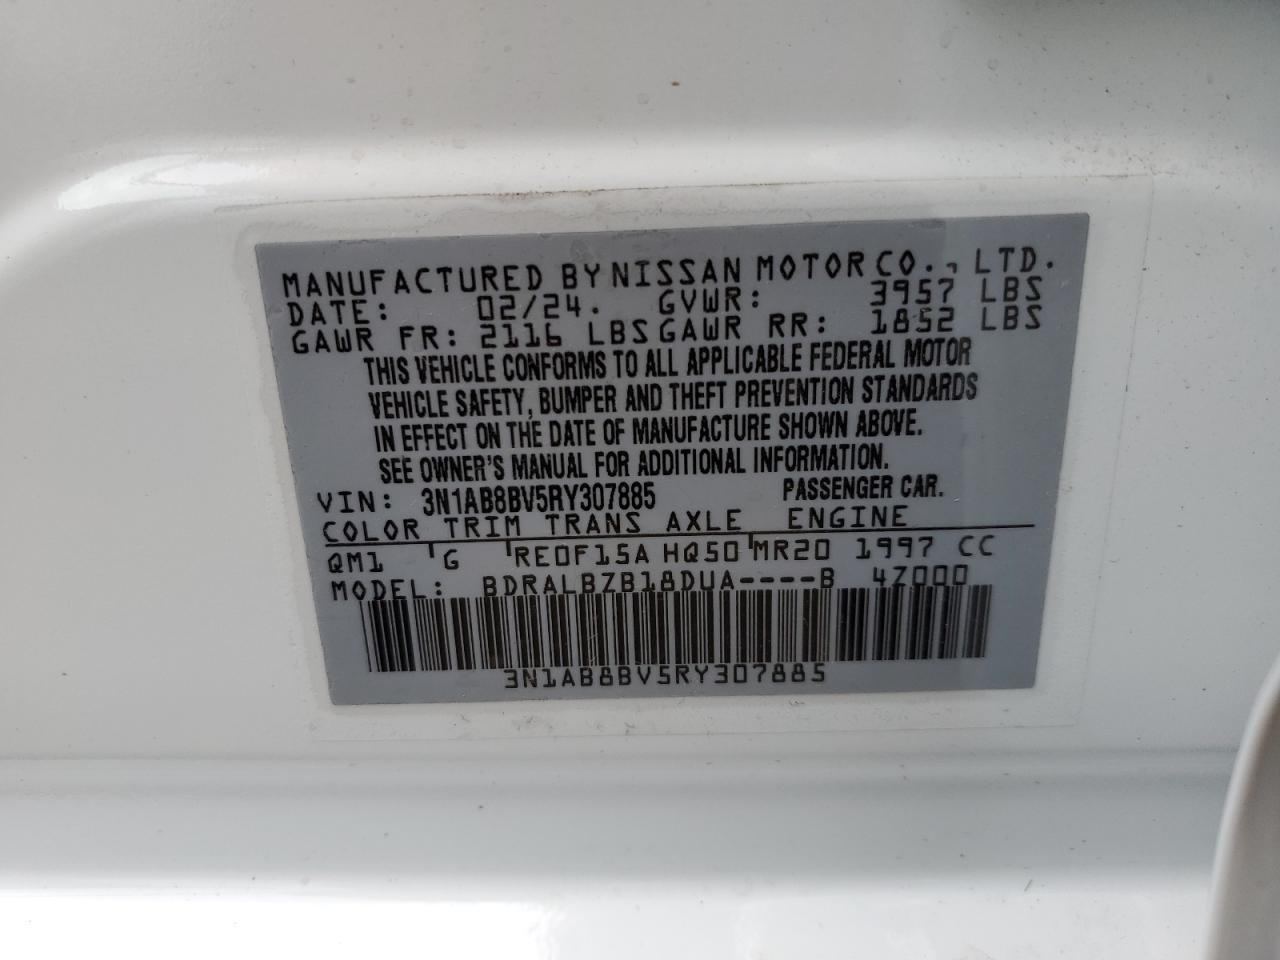 MANUFACTURED BY NISSAN MOTOR CO., LTD.
DATE: 02/24. GVWR: 3957 LBS
GAWR FR: 2116 LBS GAWR RR: 1852 LBS
THIS VEHICLE CONFORMS TO ALL APPLICABLE FEDERAL MOTOR
VEHICLE SAFETY, BUMPER AND THEFT PREVENTION STANDARDS
IN EFFECT ON THE DATE OF MANUFACTURE SHOWN ABOVE.
SEE OWNER'S MANUAL FOR ADDITIONAL INFORMATION.
VIN: 3N1AB8BV5RY307885 PASSENGER CAR.
COLOR TRIM TRANS AXLE ENGINE
QM1 G RE0F15A HQ50 MR20 1997 CC
MODEL: BDRALBZB18DUA----B 4Z000
3N1AB8BV5RY307885